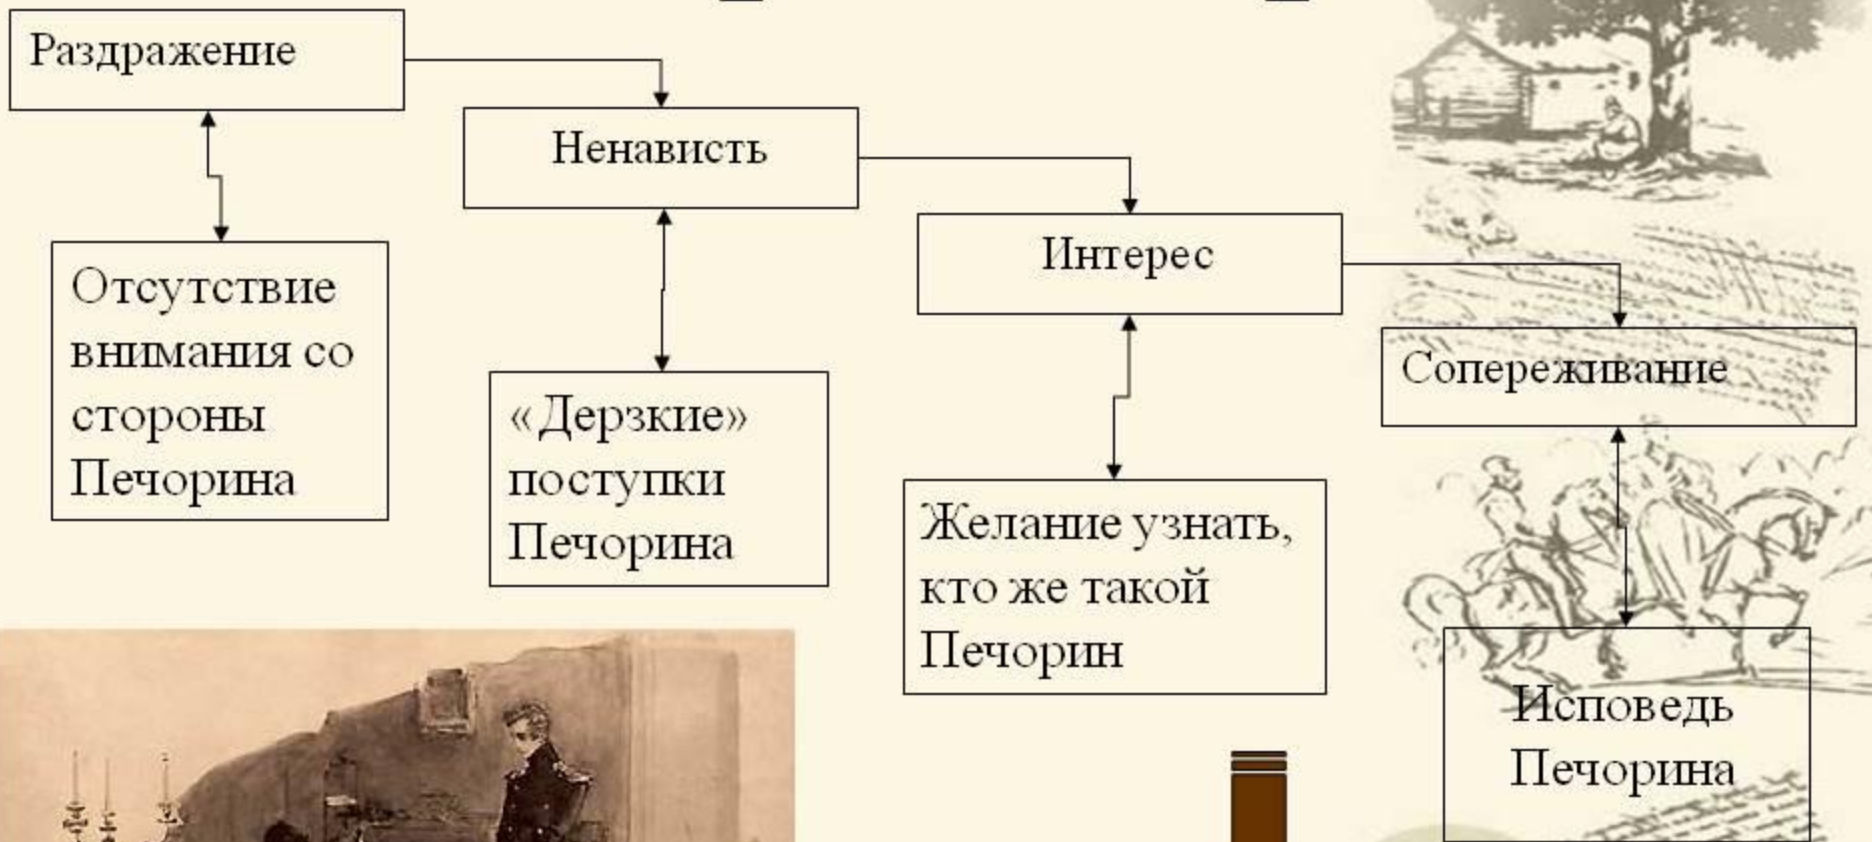 Раздражение
Ненависть
Интерес
Сопереживание
Отсутствие
внимания со
стороны
Печорина
«Дерзкие»
поступки
Печорина
Желание узнать,
кто же такой
Печорин
Исповедь
Печорина